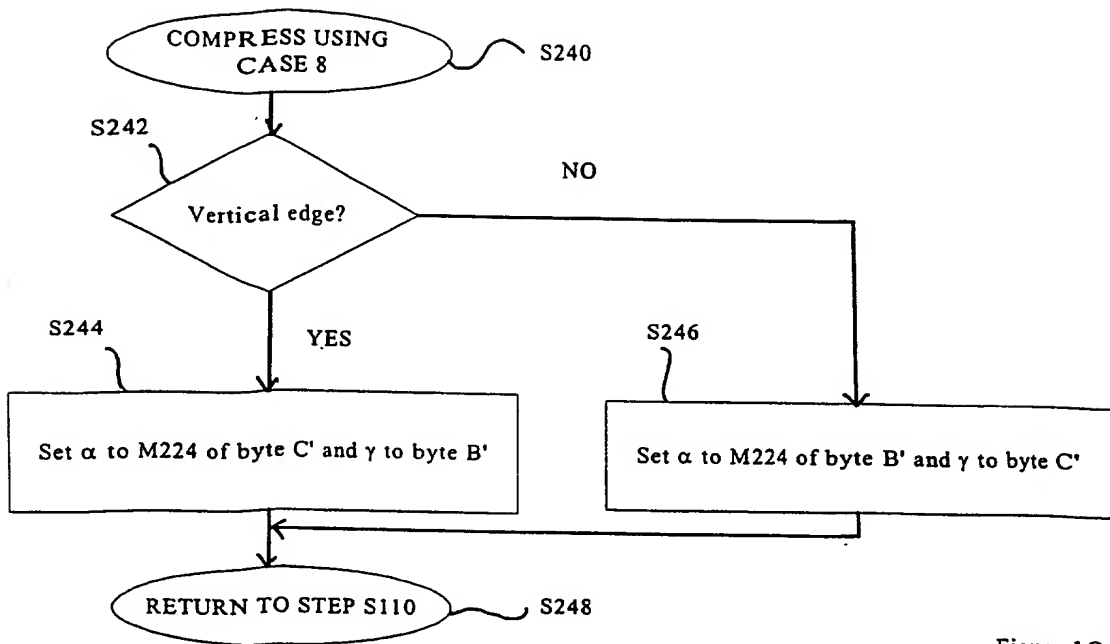 COMPRESS USING
CASE 8
S240
S242
Vertical edge?
NO
S244
YES
S246
Set α to M224 of byte C' and γ to byte B'
Set α to M224 of byte B' and γ to byte C'
RETURN TO STEP S110
S248